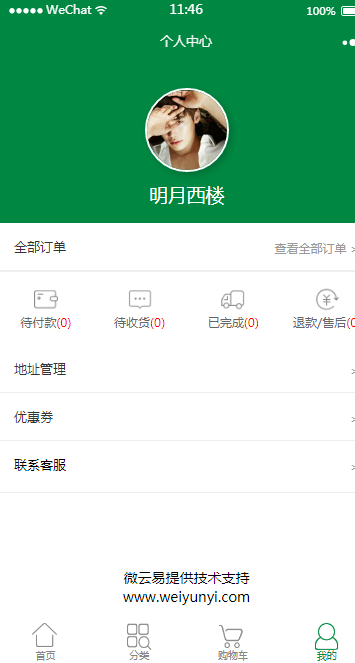 WeChat 11:46 100%
个人中心
明月西楼
全部订单 查看全部订单 >
待付款(0) 待收货(0) 已完成(0) 退款/售后(0
地址管理 >
优惠券 >
联系客服 >
微云易提供技术支持
www.weiyunyi.com
首页 分类 购物车 我的